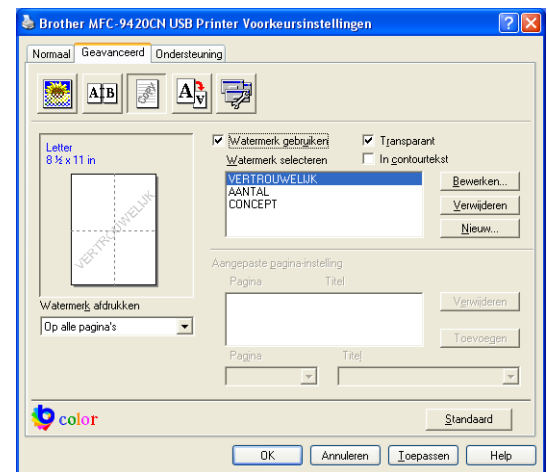 Brother MFC-9420CN USB Printer Voorkeursinstellingen
Normaal Geavanceerd Ondersteuning
Letter
8 ½ x 11 in
VERTROUWELIJK
Watermerk afdrukken
Op alle pagina's
Watermerk gebruiken Transparant
Watermerk selecteren In contourtekst
VERTROUWELIJK
AANTAL
CONCEPT
Bewerken...
Verwijderen
Nieuw...
Aangepaste pagina-instelling
Pagina Titel
Verwijderen
Toevoegen
Pagina Titel
color
Standaard
OK Annuleren Toepassen Help